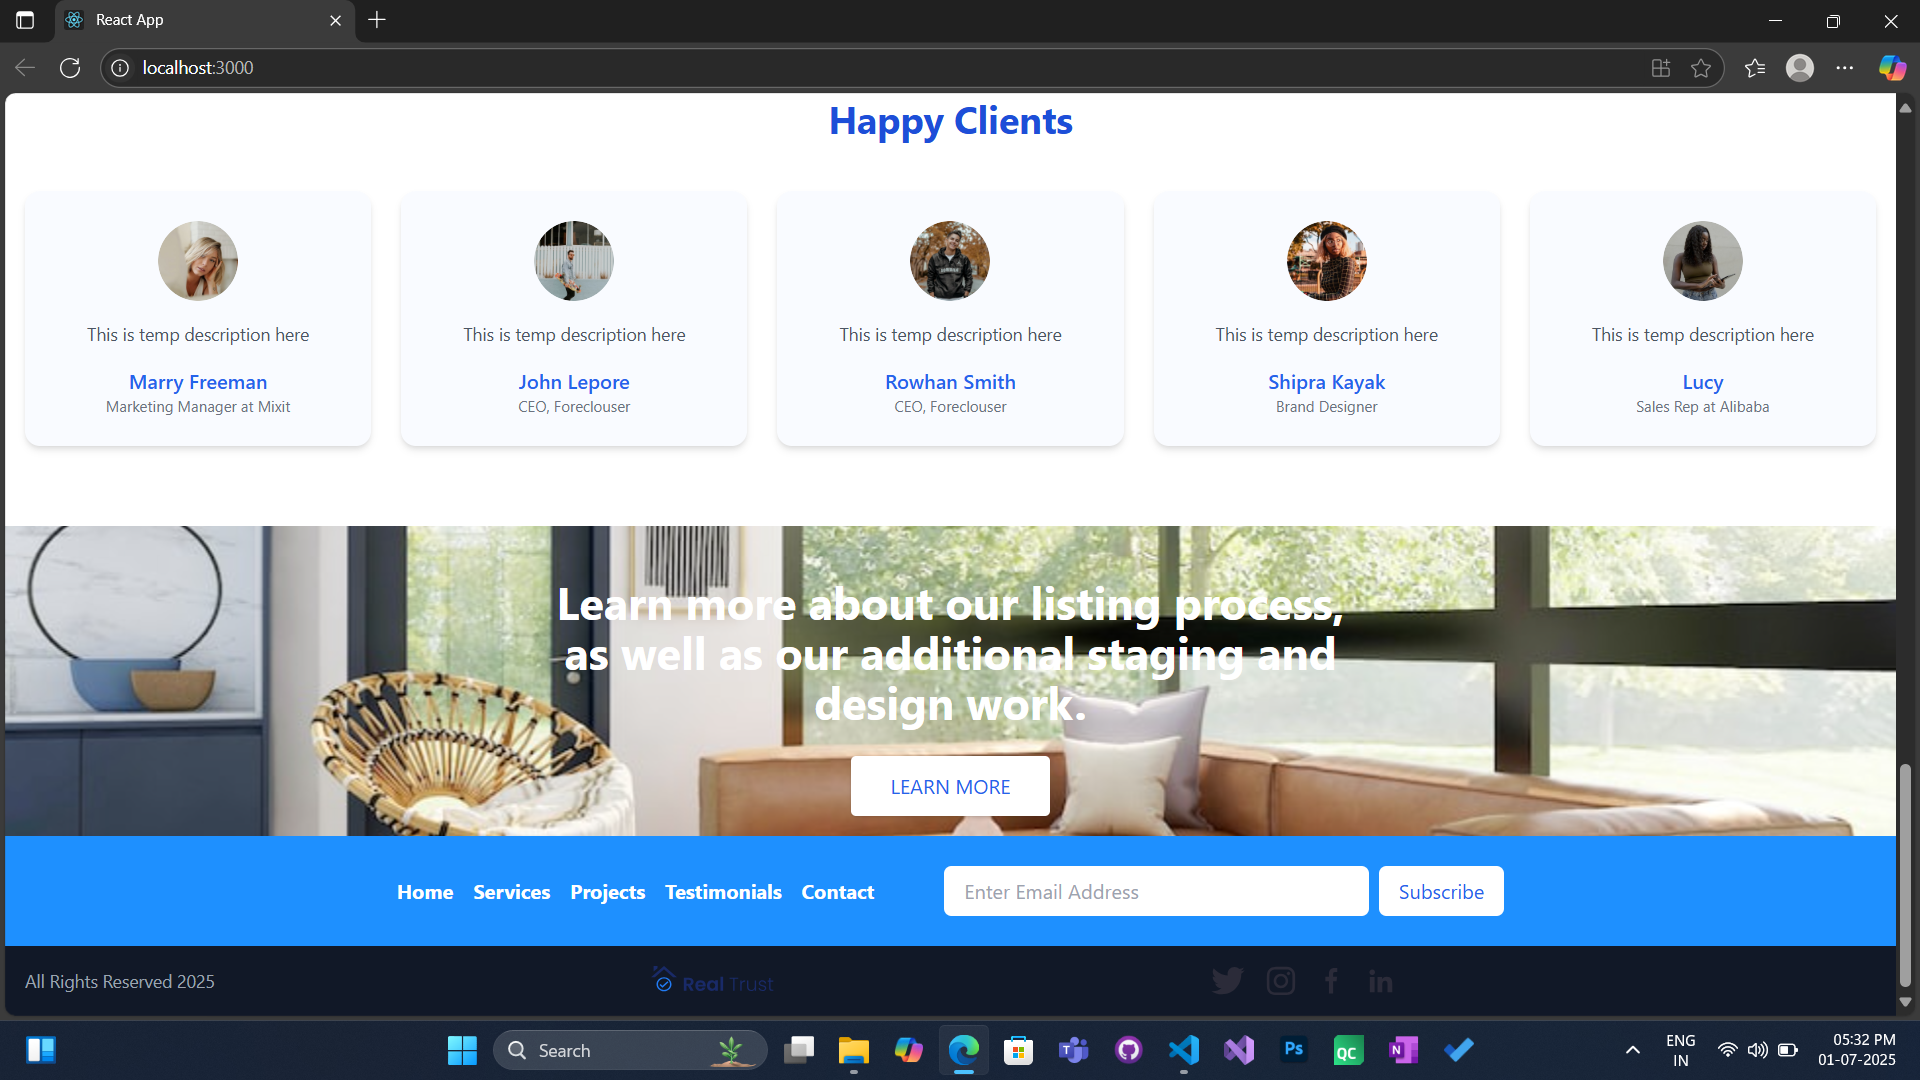 React App
localhost:3000
Happy Clients
This is temp description here
Marry Freeman
Marketing Manager at Mixit
This is temp description here
John Lepore
CEO, Foreclouser
This is temp description here
Rowhan Smith
CEO, Foreclouser
This is temp description here
Shipra Kayak
Brand Designer
This is temp description here
Lucy
Sales Rep at Alibaba
Learn more about our listing process,
as well as our additional staging and
design work.
LEARN MORE
Home Services Projects Testimonials Contact
Enter Email Address
Subscribe
All Rights Reserved 2025
Real Trust
Search
Ps
QC
N
ENG
IN
05:32 PM
01-07-2025